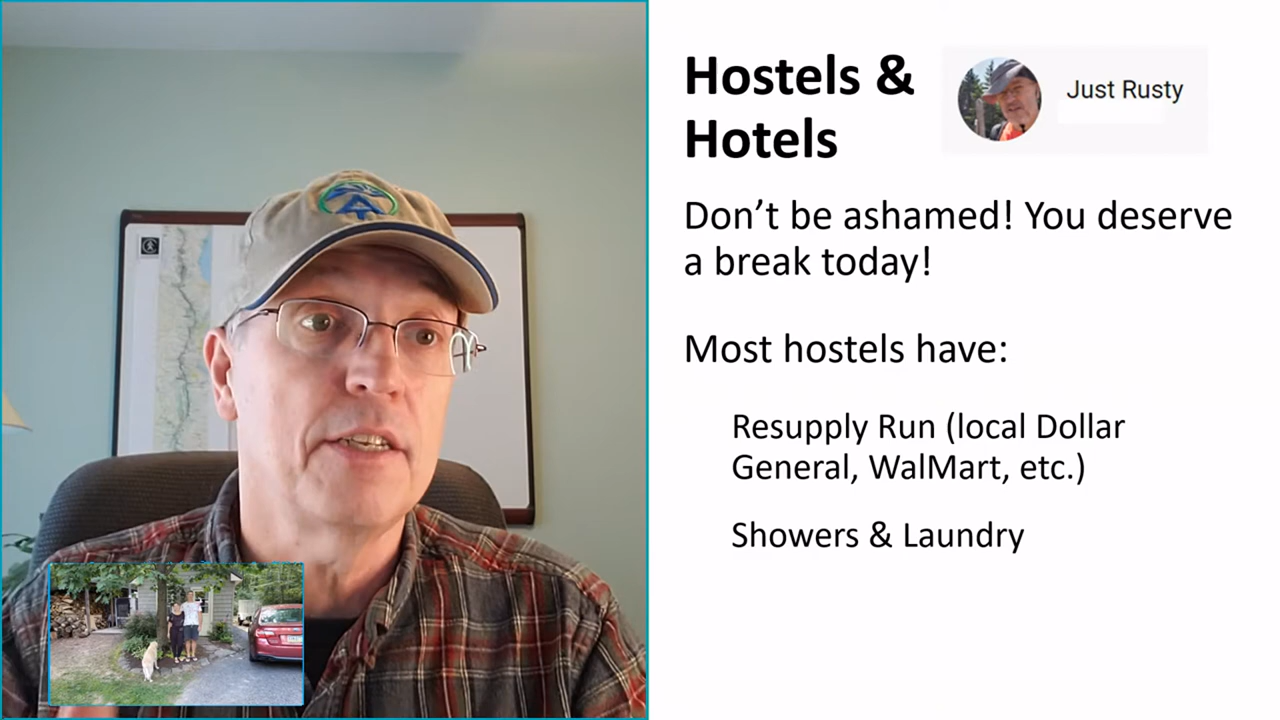 Hostels &
Hotels
Just Rusty
Don’t be ashamed! You deserve
a break today!
Most hostels have:
Resupply Run (local Dollar
General, WalMart, etc.)
Showers & Laundry